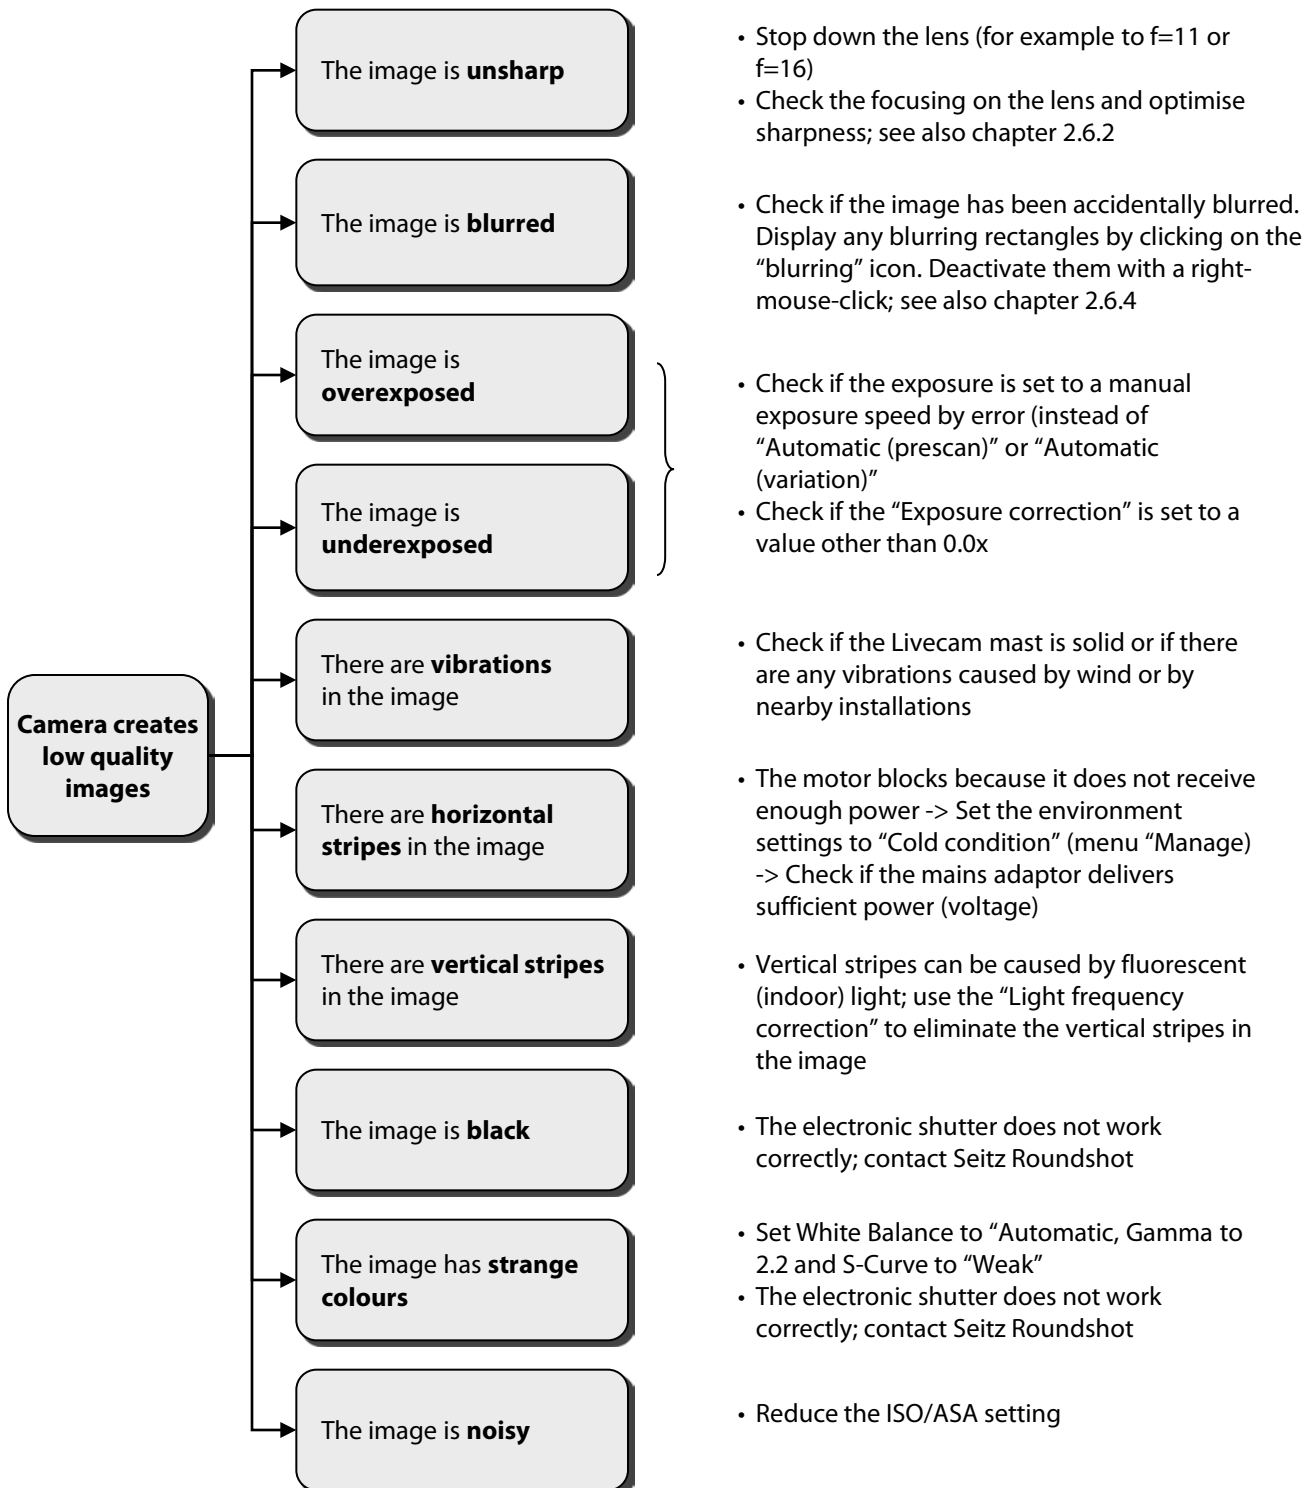 The image is unsharp
• Stop down the lens (for example to f=11 or
f=16)
• Check the focusing on the lens and optimise
sharpness; see also chapter 2.6.2
The image is blurred
• Check if the image has been accidentally blurred.
Display any blurring rectangles by clicking on the
“blurring” icon. Deactivate them with a right-
mouse-click; see also chapter 2.6.4
The image is
overexposed
The image is
underexposed
• Check if the exposure is set to a manual
exposure speed by error (instead of
“Automatic (prescan)” or “Automatic
(variation)”
• Check if the “Exposure correction” is set to a
value other than 0.0x
There are vibrations
in the image
• Check if the Livecam mast is solid or if there
are any vibrations caused by wind or by
nearby installations
Camera creates
low quality
images
There are horizontal
stripes in the image
• The motor blocks because it does not receive
enough power -> Set the environment
settings to “Cold condition” (menu “Manage)
-> Check if the mains adaptor delivers
sufficient power (voltage)
There are vertical stripes
in the image
• Vertical stripes can be caused by fluorescent
(indoor) light; use the “Light frequency
correction” to eliminate the vertical stripes in
the image
The image is black
• The electronic shutter does not work
correctly; contact Seitz Roundshot
The image has strange
colours
• Set White Balance to “Automatic, Gamma to
2.2 and S-Curve to “Weak”
• The electronic shutter does not work
correctly; contact Seitz Roundshot
The image is noisy
• Reduce the ISO/ASA setting